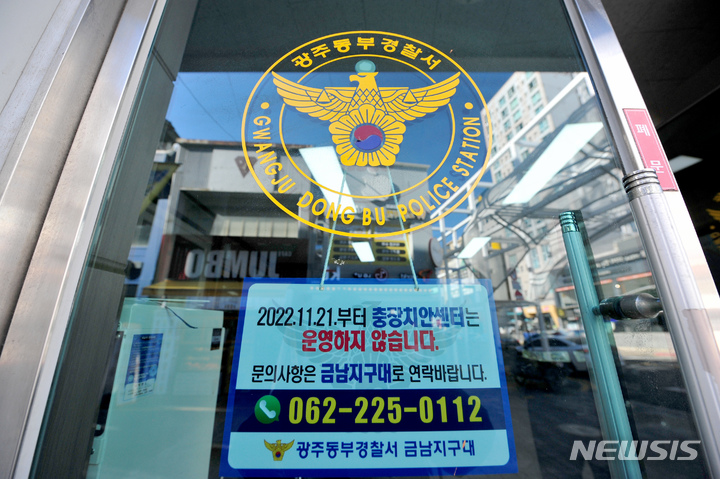 광주동부경찰서
GWANGJU DONG BU POLICE STATION
폐문
JUMBO
2022.11.21.부터 충장치안센터는
운영하지 않습니다.
문의사항은 금남지구대로 연락바랍니다.
062-225-0112
광주동부경찰서 금남지구대
NEWSIS